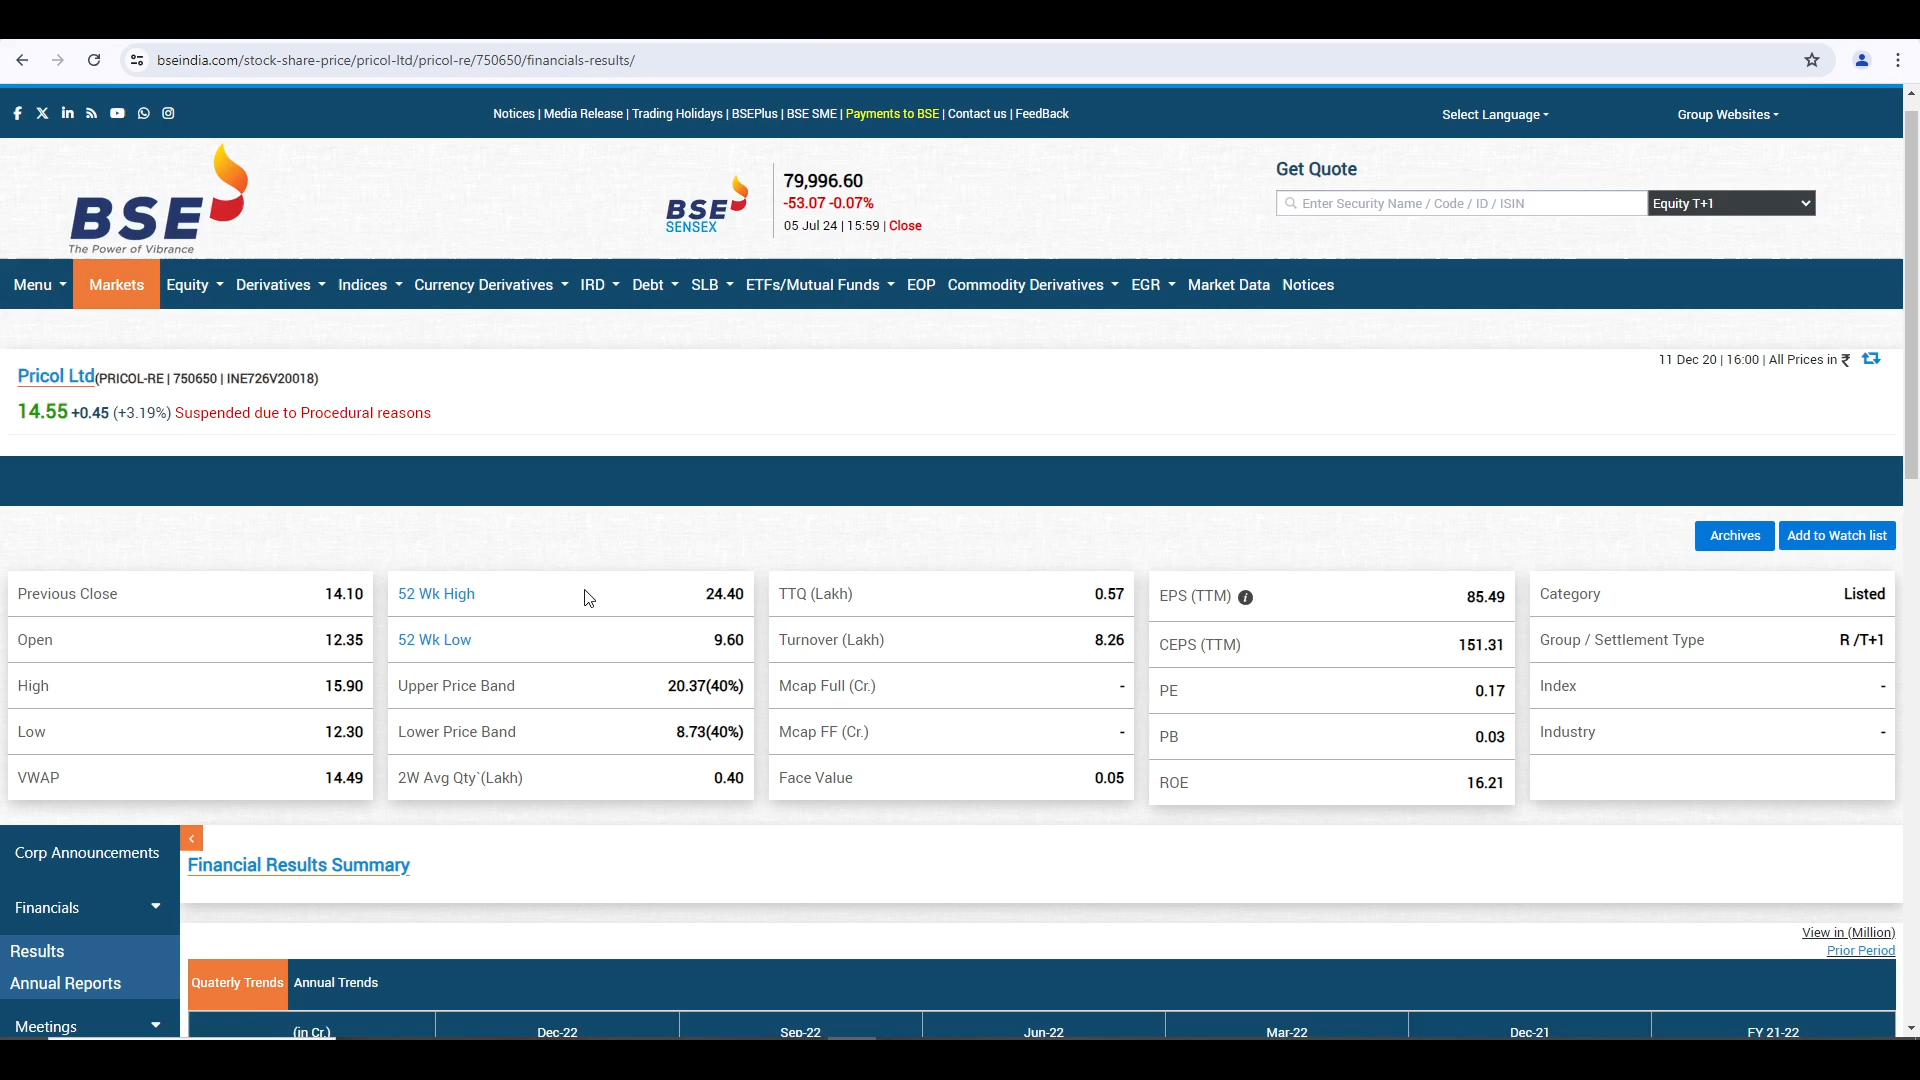 bseindia.com/stock-share-price/pricol-ltd/pricol-re/750650/financials-results/
Notices | Media Release | Trading Holidays | BSEPlus | BSE SME | Payments to BSE | Contact us | FeedBack
Select Language
Group Websites
BSE
The Power of Vibrance
BSE
SENSEX
79,996.60
-53.07 -0.07%
05 Jul 24 | 15:59 | Close
Get Quote
Enter Security Name / Code / ID / ISIN
Equity T+1
Menu Markets Equity Derivatives Indices Currency Derivatives IRD Debt SLB ETFs/Mutual Funds EOP Commodity Derivatives EGR Market Data Notices
11 Dec 20 | 16:00 | All Prices in ₹
Pricol Ltd(PRICOL-RE | 750650 | INE726V20018)
14.55 +0.45 (+3.19%) Suspended due to Procedural reasons
Archives
Add to Watch list
Previous Close 14.10
Open 12.35
High 15.90
Low 12.30
VWAP 14.49
52 Wk High 24.40
52 Wk Low 9.60
Upper Price Band 20.37(40%)
Lower Price Band 8.73(40%)
2W Avg Qty`(Lakh) 0.40
TTQ (Lakh) 0.57
Turnover (Lakh) 8.26
Mcap Full (Cr.) -
Mcap FF (Cr.) -
Face Value 0.05
EPS (TTM) i 85.49
CEPS (TTM) 151.31
PE 0.17
PB 0.03
ROE 16.21
Category Listed
Group / Settlement Type R /T+1
Index -
Industry -
Corp Announcements
Financials
Results
Annual Reports
Meetings
Financial Results Summary
View in (Million)
Prior Period
Quaterly Trends
Annual Trends
(in Cr.) Dec-22 Sep-22 Jun-22 Mar-22 Dec-21 FY 21-22